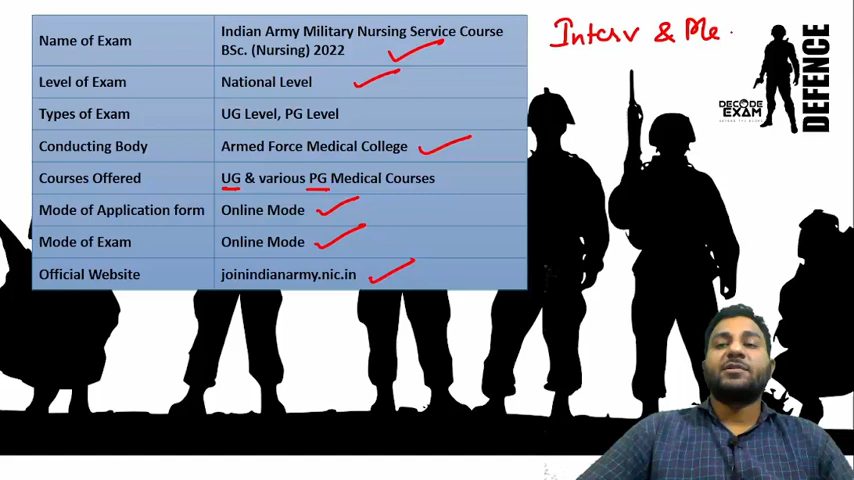 Name of Exam
Indian Army Military Nursing Service Course
BSc. (Nursing) 2022
Level of Exam
National Level
Types of Exam
UG Level, PG Level
Conducting Body
Armed Force Medical College
Courses Offered
UG & various PG Medical Courses
Mode of Application form
Online Mode
Mode of Exam
Online Mode
Official Website
joinindianarmy.nic.in
Interv & Me
DECODE
EXAM
DEFENCE